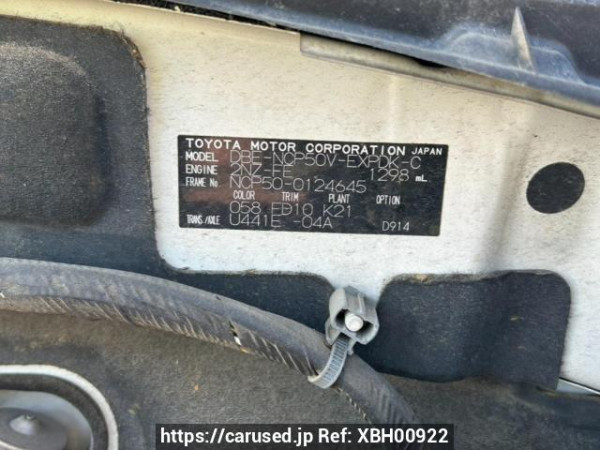 TOYOTA MOTOR CORPORATION JAPAN
MODEL DBE-NCP50V-EXPDK-C
ENGINE 2NZ-FE 1298 mL
FRAME No. NCP50-0124645
COLOR TRIM PLANT OPTION
058 FD10 K21
TRANS/AXLE U441E -04A D914
https://carused.jp Ref: XBH00922